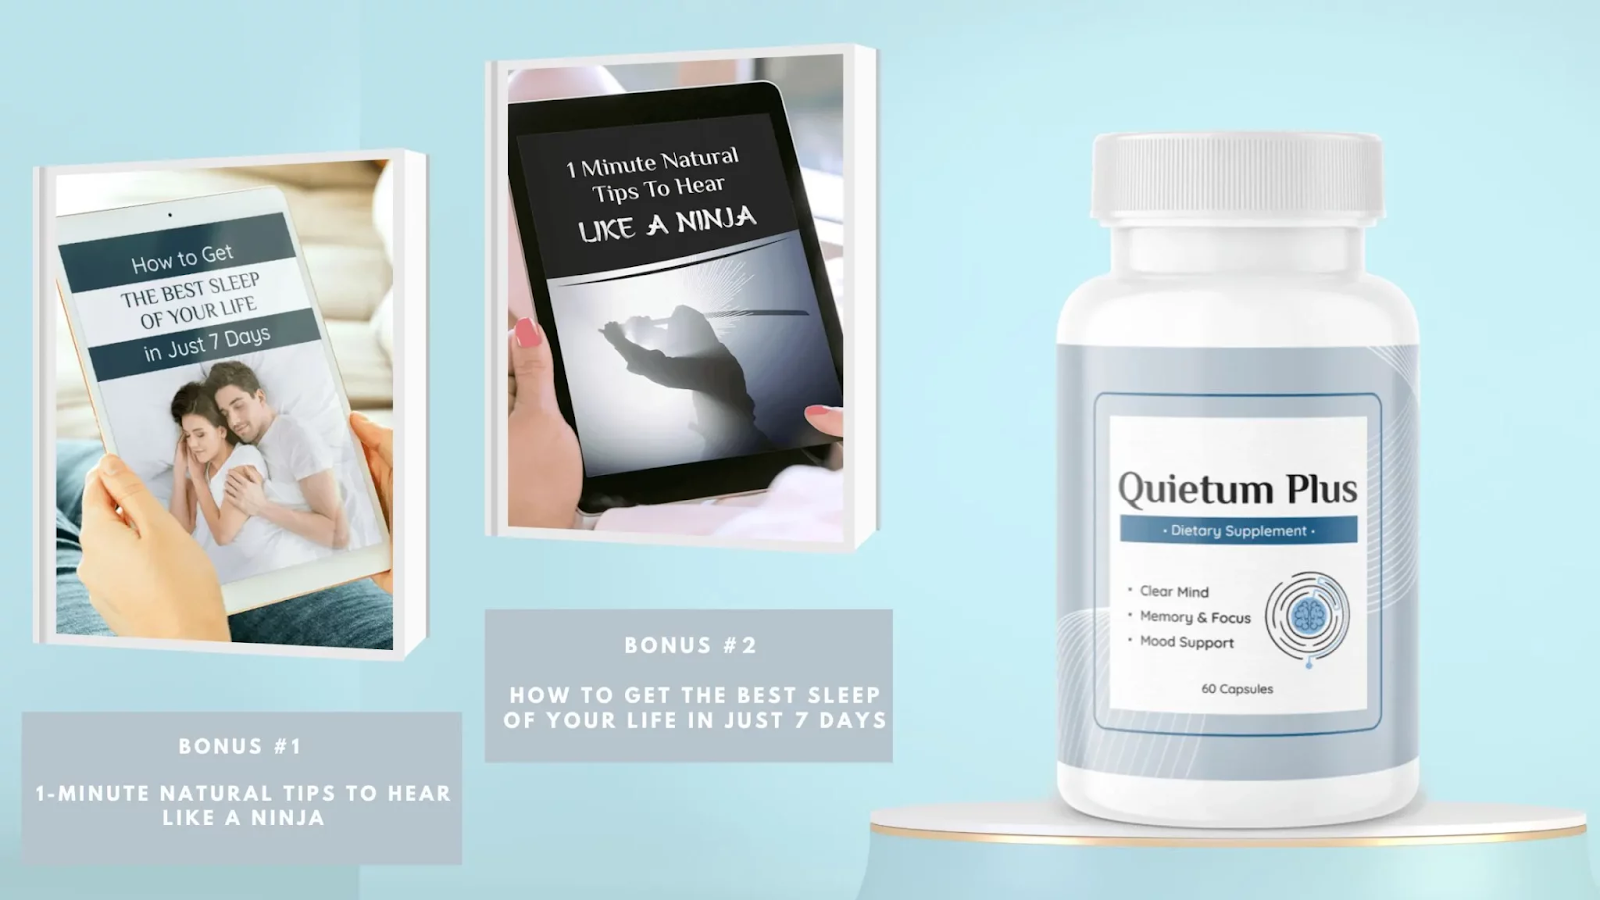 How to Get
THE BEST SLEEP
OF YOUR LIFE
in Just 7 Days
BONUS #1
1-MINUTE NATURAL TIPS TO HEAR
LIKE A NINJA
1 Minute Natural
Tips To Hear
LIKE A NINJA
BONUS #2
HOW TO GET THE BEST SLEEP
OF YOUR LIFE IN JUST 7 DAYS
Quietum Plus
• Dietary Supplement •
• Clear Mind
• Memory & Focus
• Mood Support
60 Capsules